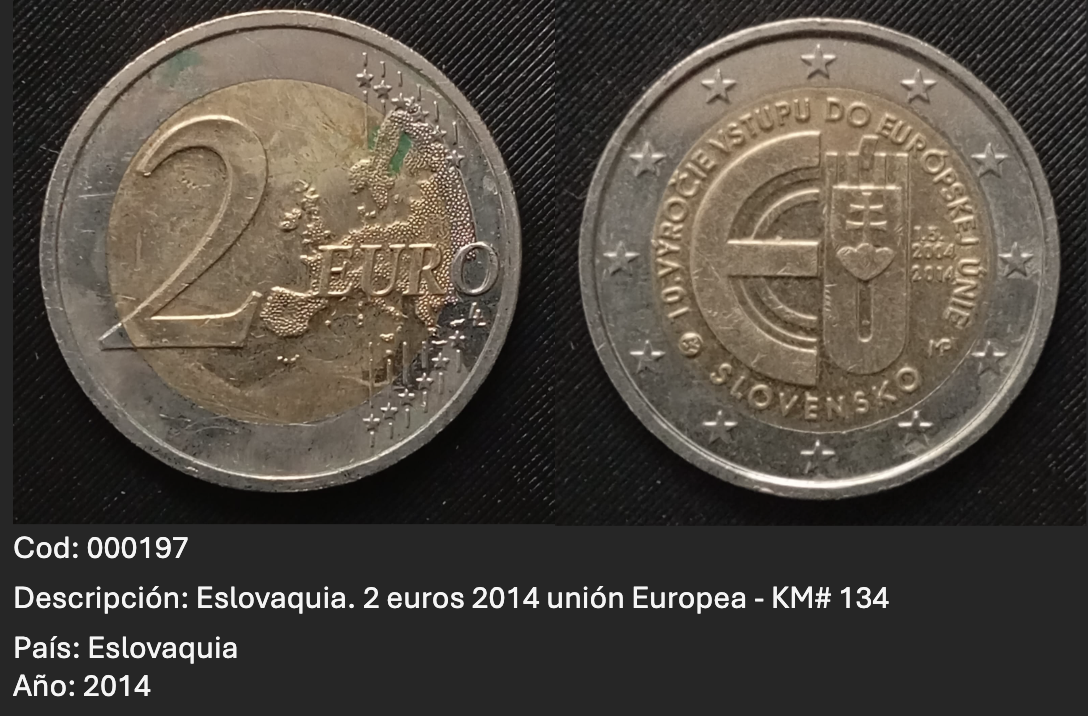 2 EURO
10. VÝROČIE VSTUPU DO EURÓPSKEJ ÚNIE
1.5.
2004
2014
SLOVENSKO
Cod: 000197
Descripción: Eslovaquia. 2 euros 2014 unión Europea - KM# 134
País: Eslovaquia
Año: 2014